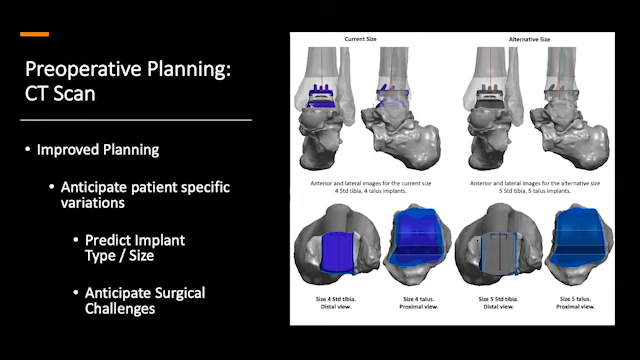 Preoperative Planning:
CT Scan
• Improved Planning
• Anticipate patient specific
variations
• Predict Implant
Type / Size
• Anticipate Surgical
Challenges
Current Size
Alternative Size
Anterior and lateral images for the current size
4 Std tibia, 4 talus implants.
Anterior and lateral images for the alternative size
5 Std tibia, 5 talus implants.
Size 4 Std tibia.
Distal view.
Size 4 talus.
Proximal view.
Size 5 Std tibia.
Distal view.
Size 5 talus.
Proximal view.